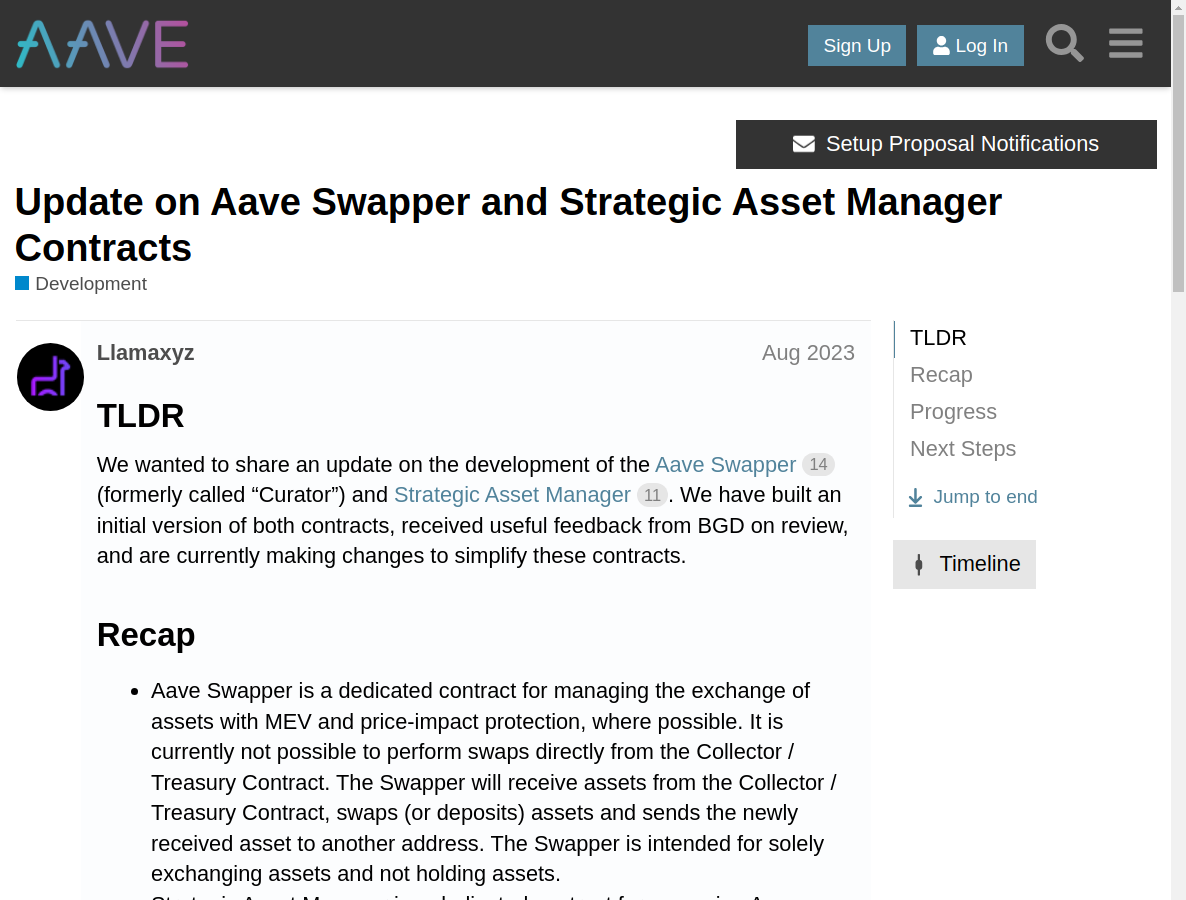 AAVE
Sign Up
Log In
Setup Proposal Notifications
Update on Aave Swapper and Strategic Asset Manager
Contracts
Development
Llamaxyz
Aug 2023
TLDR
We wanted to share an update on the development of the Aave Swapper 14
(formerly called “Curator”) and Strategic Asset Manager 11. We have built an
initial version of both contracts, received useful feedback from BGD on review,
and are currently making changes to simplify these contracts.
Recap
Aave Swapper is a dedicated contract for managing the exchange of
assets with MEV and price-impact protection, where possible. It is
currently not possible to perform swaps directly from the Collector /
Treasury Contract. The Swapper will receive assets from the Collector /
Treasury Contract, swaps (or deposits) assets and sends the newly
received asset to another address. The Swapper is intended for solely
exchanging assets and not holding assets.
TLDR
Recap
Progress
Next Steps
Jump to end
Timeline